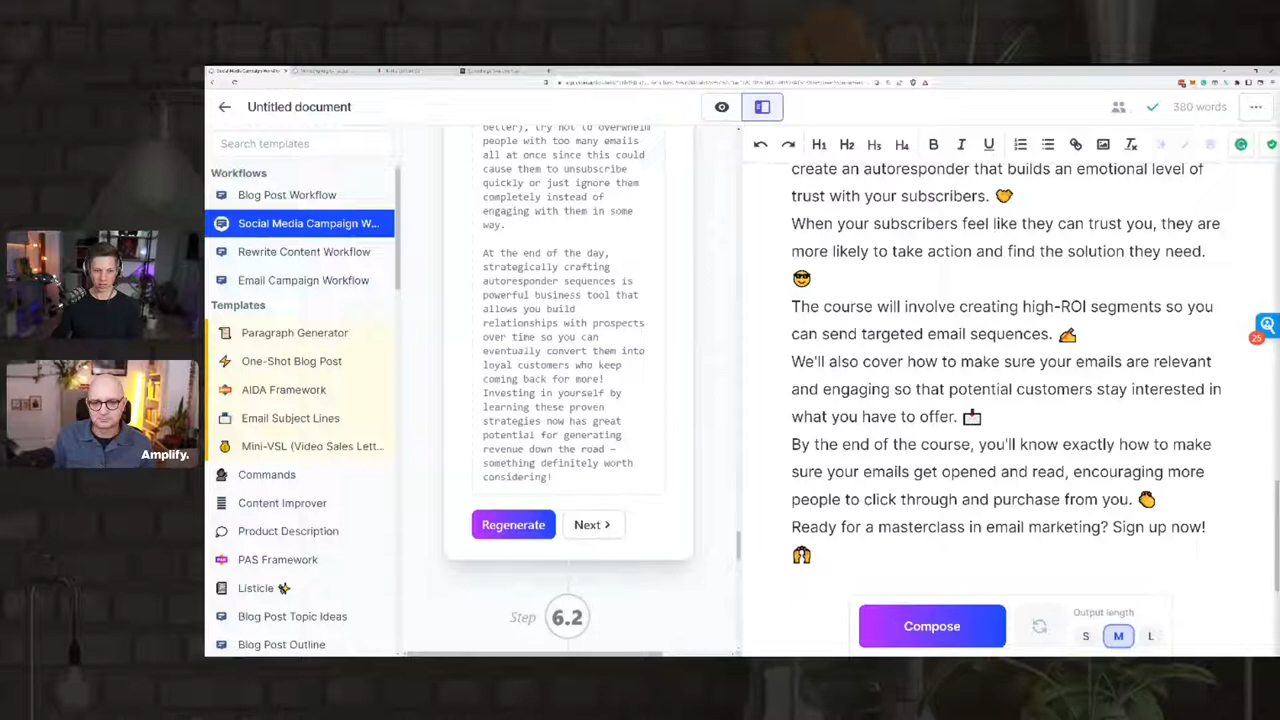 Untitled document
380 words
Search templates
Workflows
Blog Post Workflow
Social Media Campaign W...
Rewrite Content Workflow
Email Campaign Workflow
Templates
Paragraph Generator
One-Shot Blog Post
AIDA Framework
Email Subject Lines
Mini-VSL (Video Sales Lett...
Commands
Content Improver
Product Description
PAS Framework
Listicle ✨
Blog Post Topic Ideas
Blog Post Outline
better), try not to overwhelm
people with too many emails
all at once since this could
cause them to unsubscribe
quickly or just ignore them
completely instead of
engaging with them in some
way.
At the end of the day,
strategically crafting
autoresponder sequences is
powerful business tool that
allows you build
relationships with prospects
over time so you can
eventually convert them into
loyal customers who keep
coming back for more!
Investing in yourself by
learning these proven
strategies now has great
potential for generating
revenue down the road –
something definitely worth
considering!
Regenerate
Next >
Step 6.2
H1 H2 H3 H4 B I U
create an autoresponder that builds an emotional level of
trust with your subscribers.
When your subscribers feel like they can trust you, they are
more likely to take action and find the solution they need.
😎
The course will involve creating high-ROI segments so you
can send targeted email sequences. ✍
We'll also cover how to make sure your emails are relevant
and engaging so that potential customers stay interested in
what you have to offer. 📩
By the end of the course, you'll know exactly how to make
sure your emails get opened and read, encouraging more
people to click through and purchase from you. 👏
Ready for a masterclass in email marketing? Sign up now!
🙌
Compose
Output length
S M L
25
Amplify.